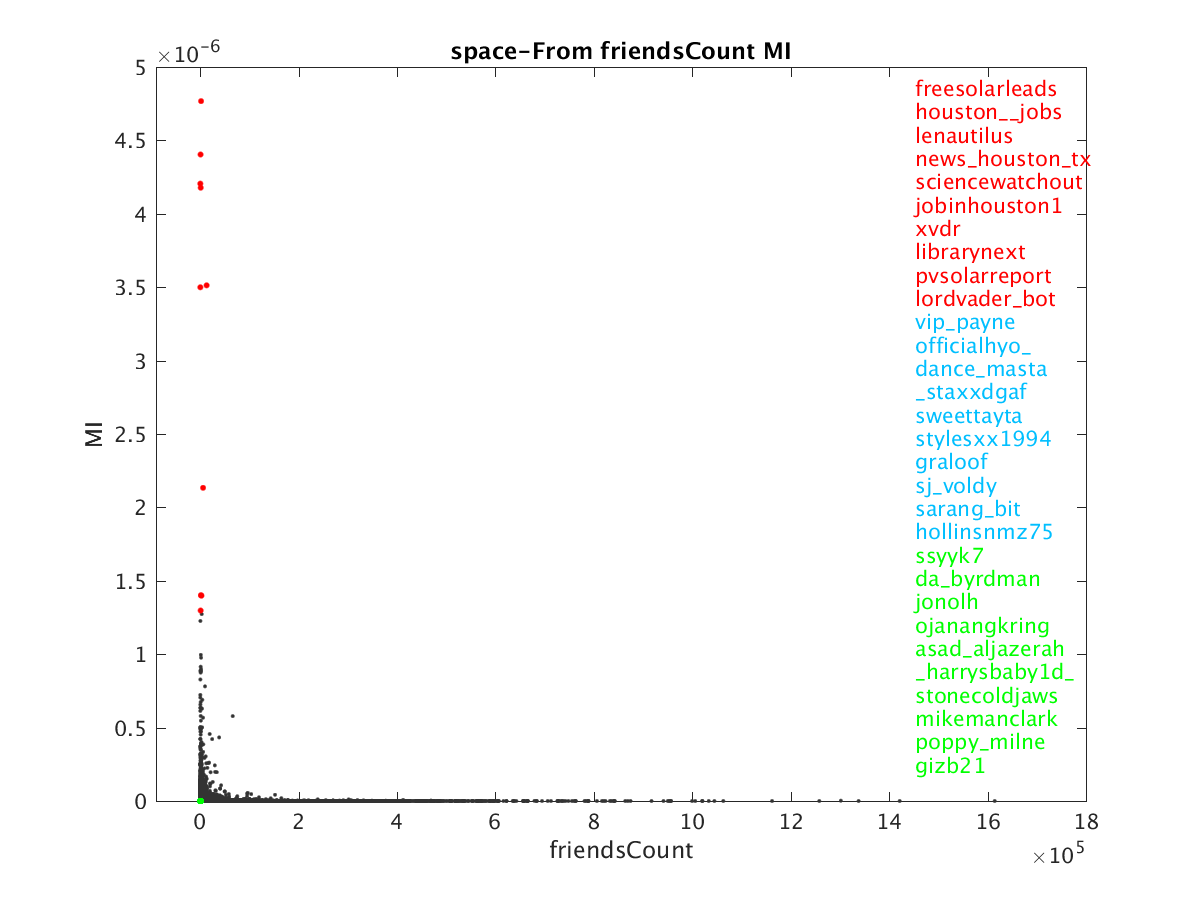 space-From friendsCount MI
×10⁻⁶
5
4.5
4
3.5
3
2.5
2
1.5
1
0.5
0
MI
freesolarleads
houston__jobs
lenautilus
news_houston_tx
sciencewatchout
jobinhouston1
xvdr
librarynext
pvsolarreport
lordvader_bot
vip_payne
officialhyo_
dance_masta
_staxxdgaf
sweettayta
stylesxx1994
graloof
sj_voldy
sarang_bit
hollinsnmz75
ssyyk7
da_byrdman
jonolh
ojanangkring
asad_aljazerah
_harrysbaby1d_
stonecoldjaws
mikemanclark
poppy_milne
gizb21
0 2 4 6 8 10 12 14 16 18
friendsCount
×10⁵